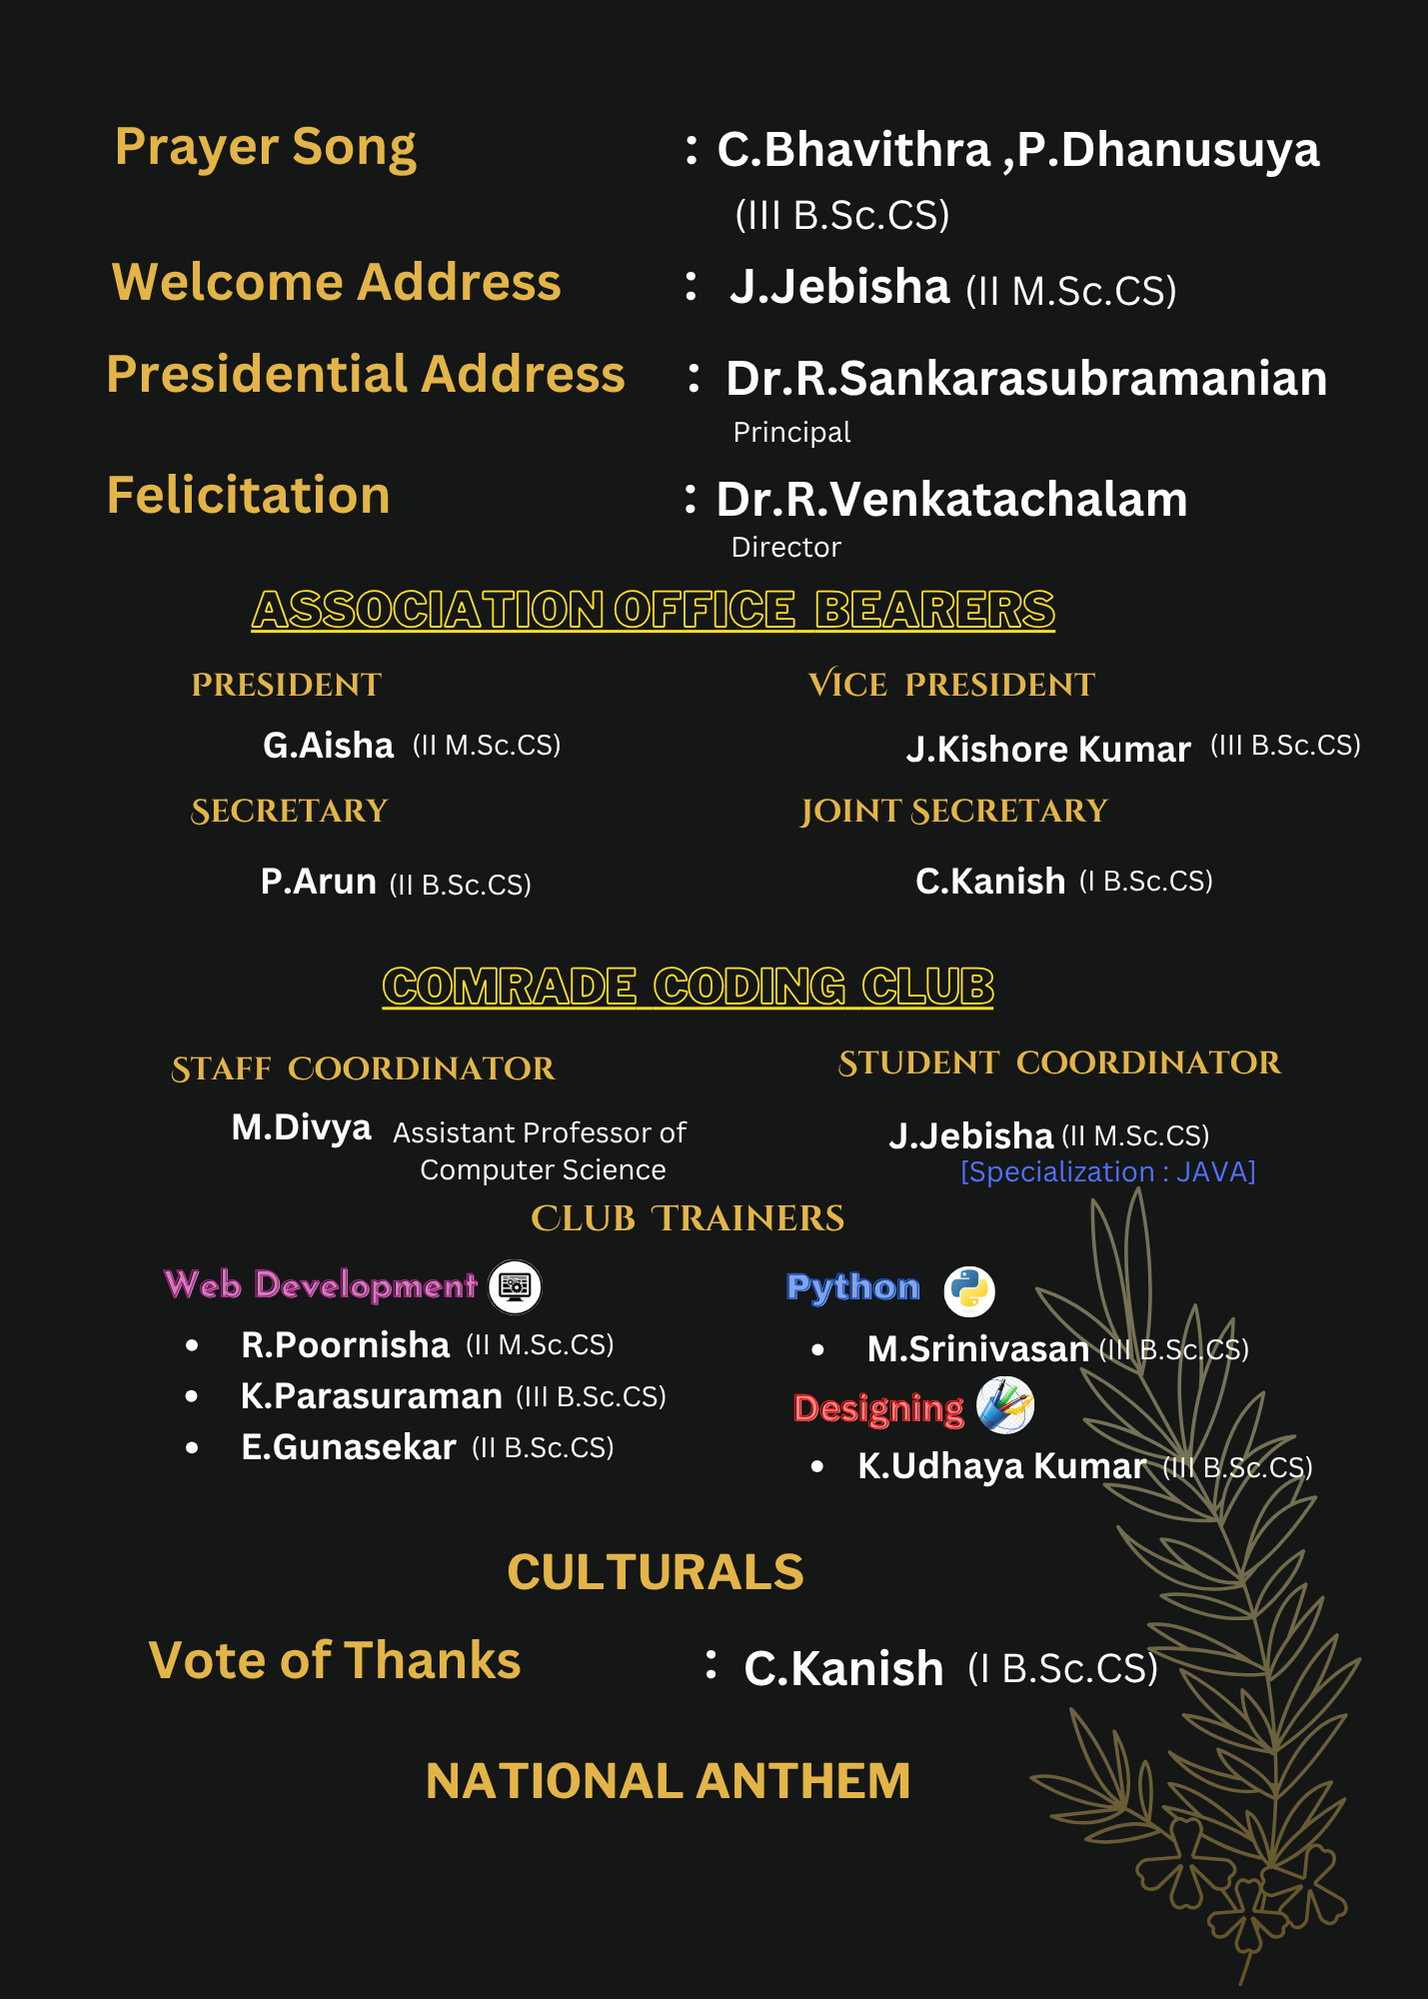 Prayer Song : C.Bhavithra ,P.Dhanusuya
(III B.Sc.CS)
Welcome Address : J.Jebisha (II M.Sc.CS)
Presidential Address : Dr.R.Sankarasubramanian
Principal
Felicitation : Dr.R.Venkatachalam
Director
ASSOCIATION OFFICE BEARERS
PRESIDENT VICE PRESIDENT
G.Aisha (II M.Sc.CS) J.Kishore Kumar (III B.Sc.CS)
SECRETARY JOINT SECRETARY
P.Arun (II B.Sc.CS) C.Kanish (I B.Sc.CS)
COMRADE CODING CLUB
STAFF COORDINATOR STUDENT COORDINATOR
M.Divya Assistant Professor of J.Jebisha (II M.Sc.CS)
Computer Science [Specialization : JAVA]
CLUB TRAINERS
Web Development Python
• R.Poornisha (II M.Sc.CS) • M.Srinivasan (III B.Sc.CS)
• K.Parasuraman (III B.Sc.CS) Designing
• E.Gunasekar (II B.Sc.CS) • K.Udhaya Kumar (III B.Sc.CS)
CULTURALS
Vote of Thanks : C.Kanish (I B.Sc.CS)
NATIONAL ANTHEM